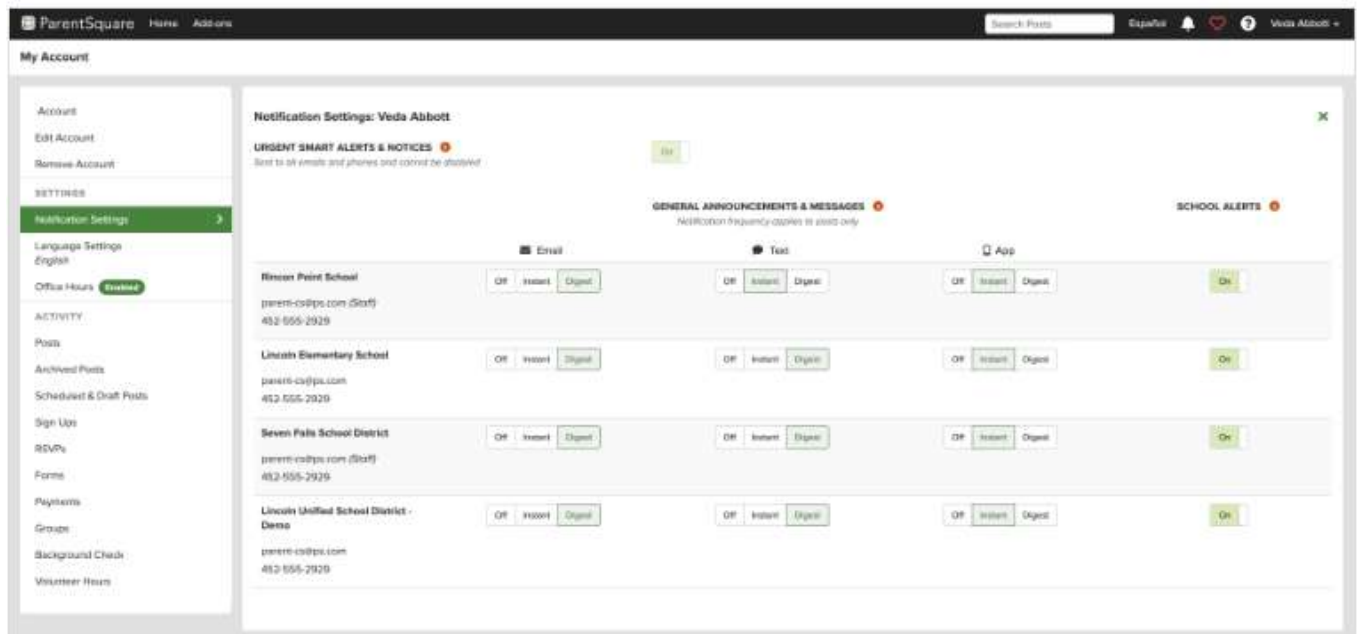 ParentSquare Home Add-ons Search Posts Español Veda Abbott
My Account
Account
Edit Account
Remove Account
SETTINGS
Notification Settings
Language Settings
English
Office Hours Enabled
ACTIVITY
Posts
Archived Posts
Scheduled & Draft Posts
Sign Ups
RSVPs
Forms
Payments
Groups
Background Check
Volunteer Hours
Notification Settings: Veda Abbott
URGENT SMART ALERTS & NOTICES On
Sent to all emails and phones and cannot be disabled
GENERAL ANNOUNCEMENTS & MESSAGES SCHOOL ALERTS
Notification frequency applies to posts only
Email Text App
Rincon Point School Off Instant Digest Off Instant Digest Off Instant Digest On
parent-cs@ps.com (Staff)
452-555-2929
Lincoln Elementary School Off Instant Digest Off Instant Digest Off Instant Digest On
parent-cs@ps.com
452-555-2929
Seven Falls School District Off Instant Digest Off Instant Digest Off Instant Digest On
parent-cs@ps.com (Staff)
452-555-2929
Lincoln Unified School District - Off Instant Digest Off Instant Digest Off Instant Digest On
Demo
parent-cs@ps.com
452-555-2929